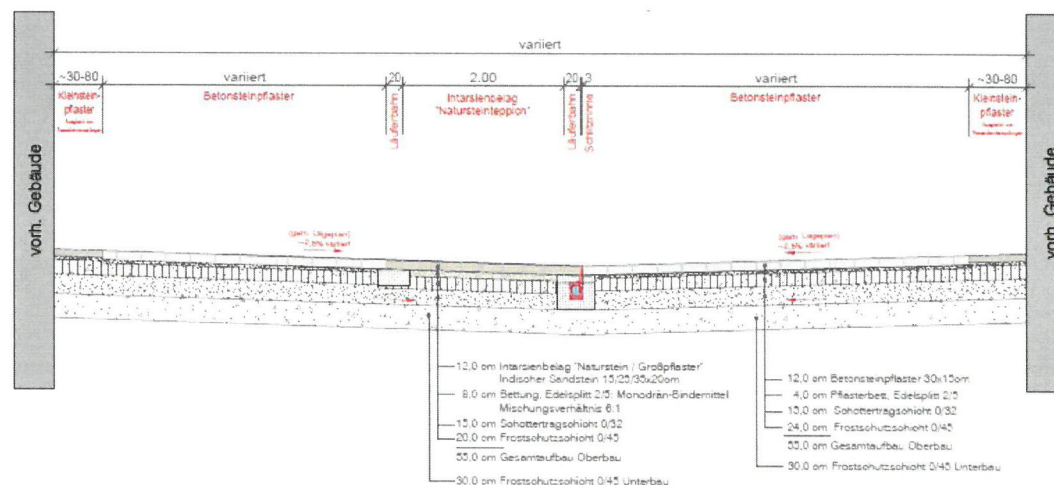 variiert
~30-80
variiert
20
2.00
20
3
variiert
~30-80
Kleinstein-
pflaster
Betonsteinpflaster
Läuferbahn
Intarsienbelag
"Natursteinteppich"
Läuferbahn
Schlitzrinne
Betonsteinpflaster
Kleinstein-
pflaster
vorh. Gebäude
vorh. Gebäude
(gem. Lageplan)
~2,5% variiert
(gem. Lageplan)
~2,5% variiert
12,0 cm Intarsienbelag "Naturstein / Großpflaster"
Indischer Sandstein 15/25/35x20cm
8,0 cm Bettung, Edelsplitt 2/5; Monodrän-Bindemittel
Mischungsverhältnis 6:1
15,0 cm Schottertragschicht 0/32
20,0 cm Frostschutzschicht 0/45
55,0 cm Gesamtaufbau Oberbau
30,0 cm Frostschutzschicht 0/45 Unterbau
12,0 cm Betonsteinpflaster 30x15cm
4,0 cm Pflasterbett, Edelsplitt 2/5
15,0 cm Schottertragschicht 0/32
24,0 cm Frostschutzschicht 0/45
55,0 cm Gesamtaufbau Oberbau
30,0 cm Frostschutzschicht 0/45 Unterbau